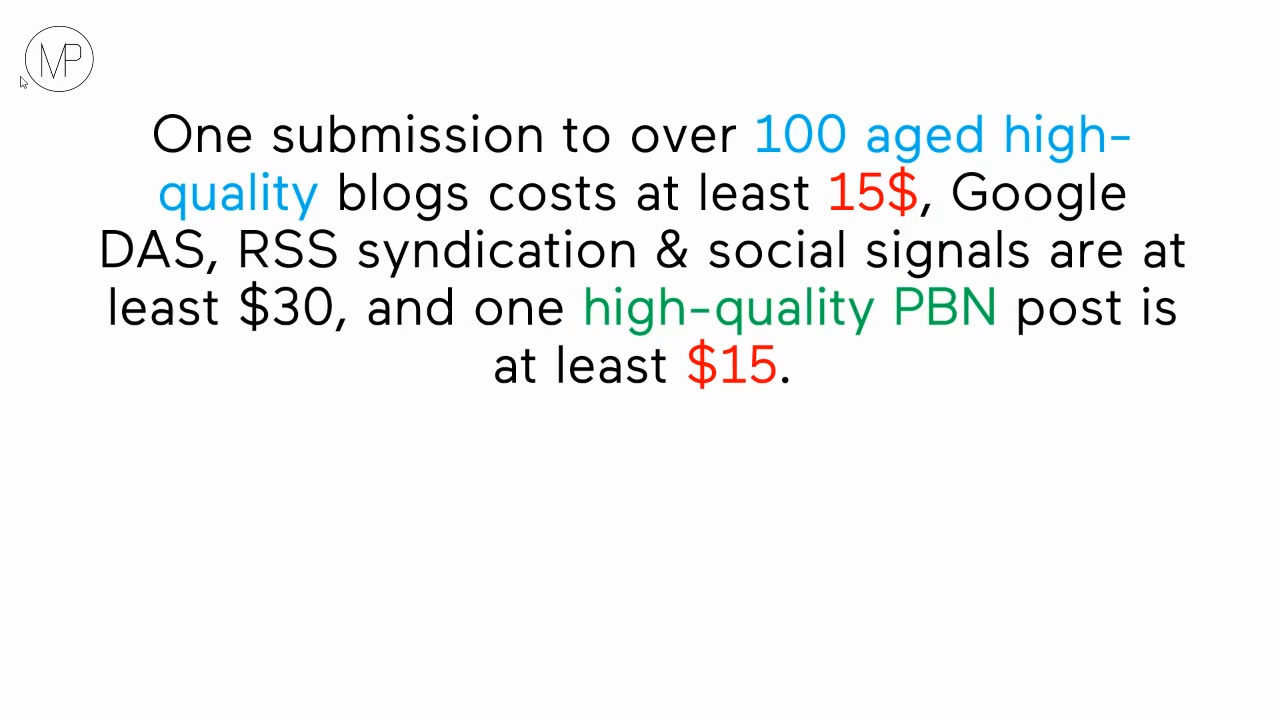 MP
One submission to over 100 aged high-
quality blogs costs at least 15$, Google
DAS, RSS syndication & social signals are at
least $30, and one high-quality PBN post is
at least $15.